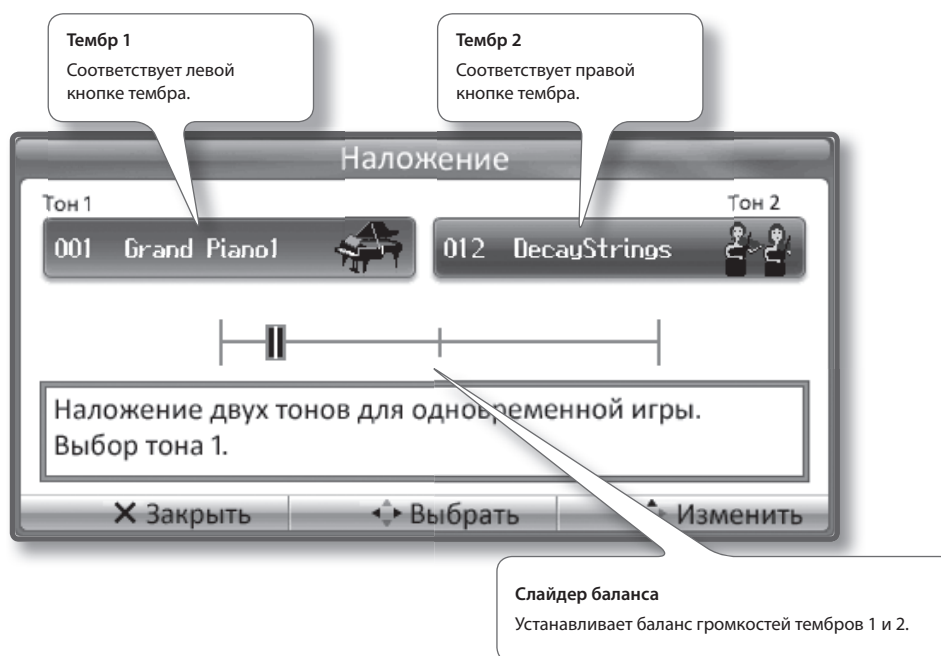 Тембр 1
Соответствует левой
кнопке тембра.
Тембр 2
Соответствует правой
кнопке тембра.
Наложение
Тон 1
Тон 2
001 Grand Piano1
012 DecayStrings
Наложение двух тонов для одновременной игры.
Выбор тона 1.
Закрыть
Выбрать
Изменить
Слайдер баланса
Устанавливает баланс громкостей тембров 1 и 2.